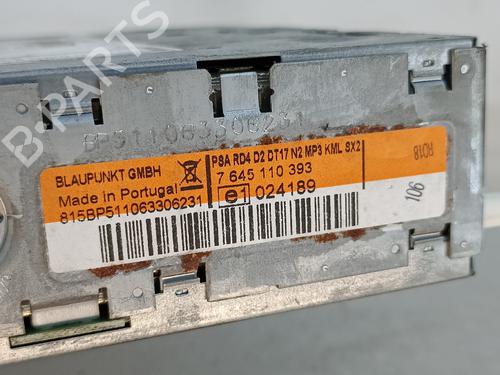 B-PARTS
BP511063306231
BLAUPUNKT GMBH
Made in Portugal
815BP511063306231
PSA RD4 D2 DT17 N2 MP3 KML SX2
7 645 110 393
e1 024189
R018
106